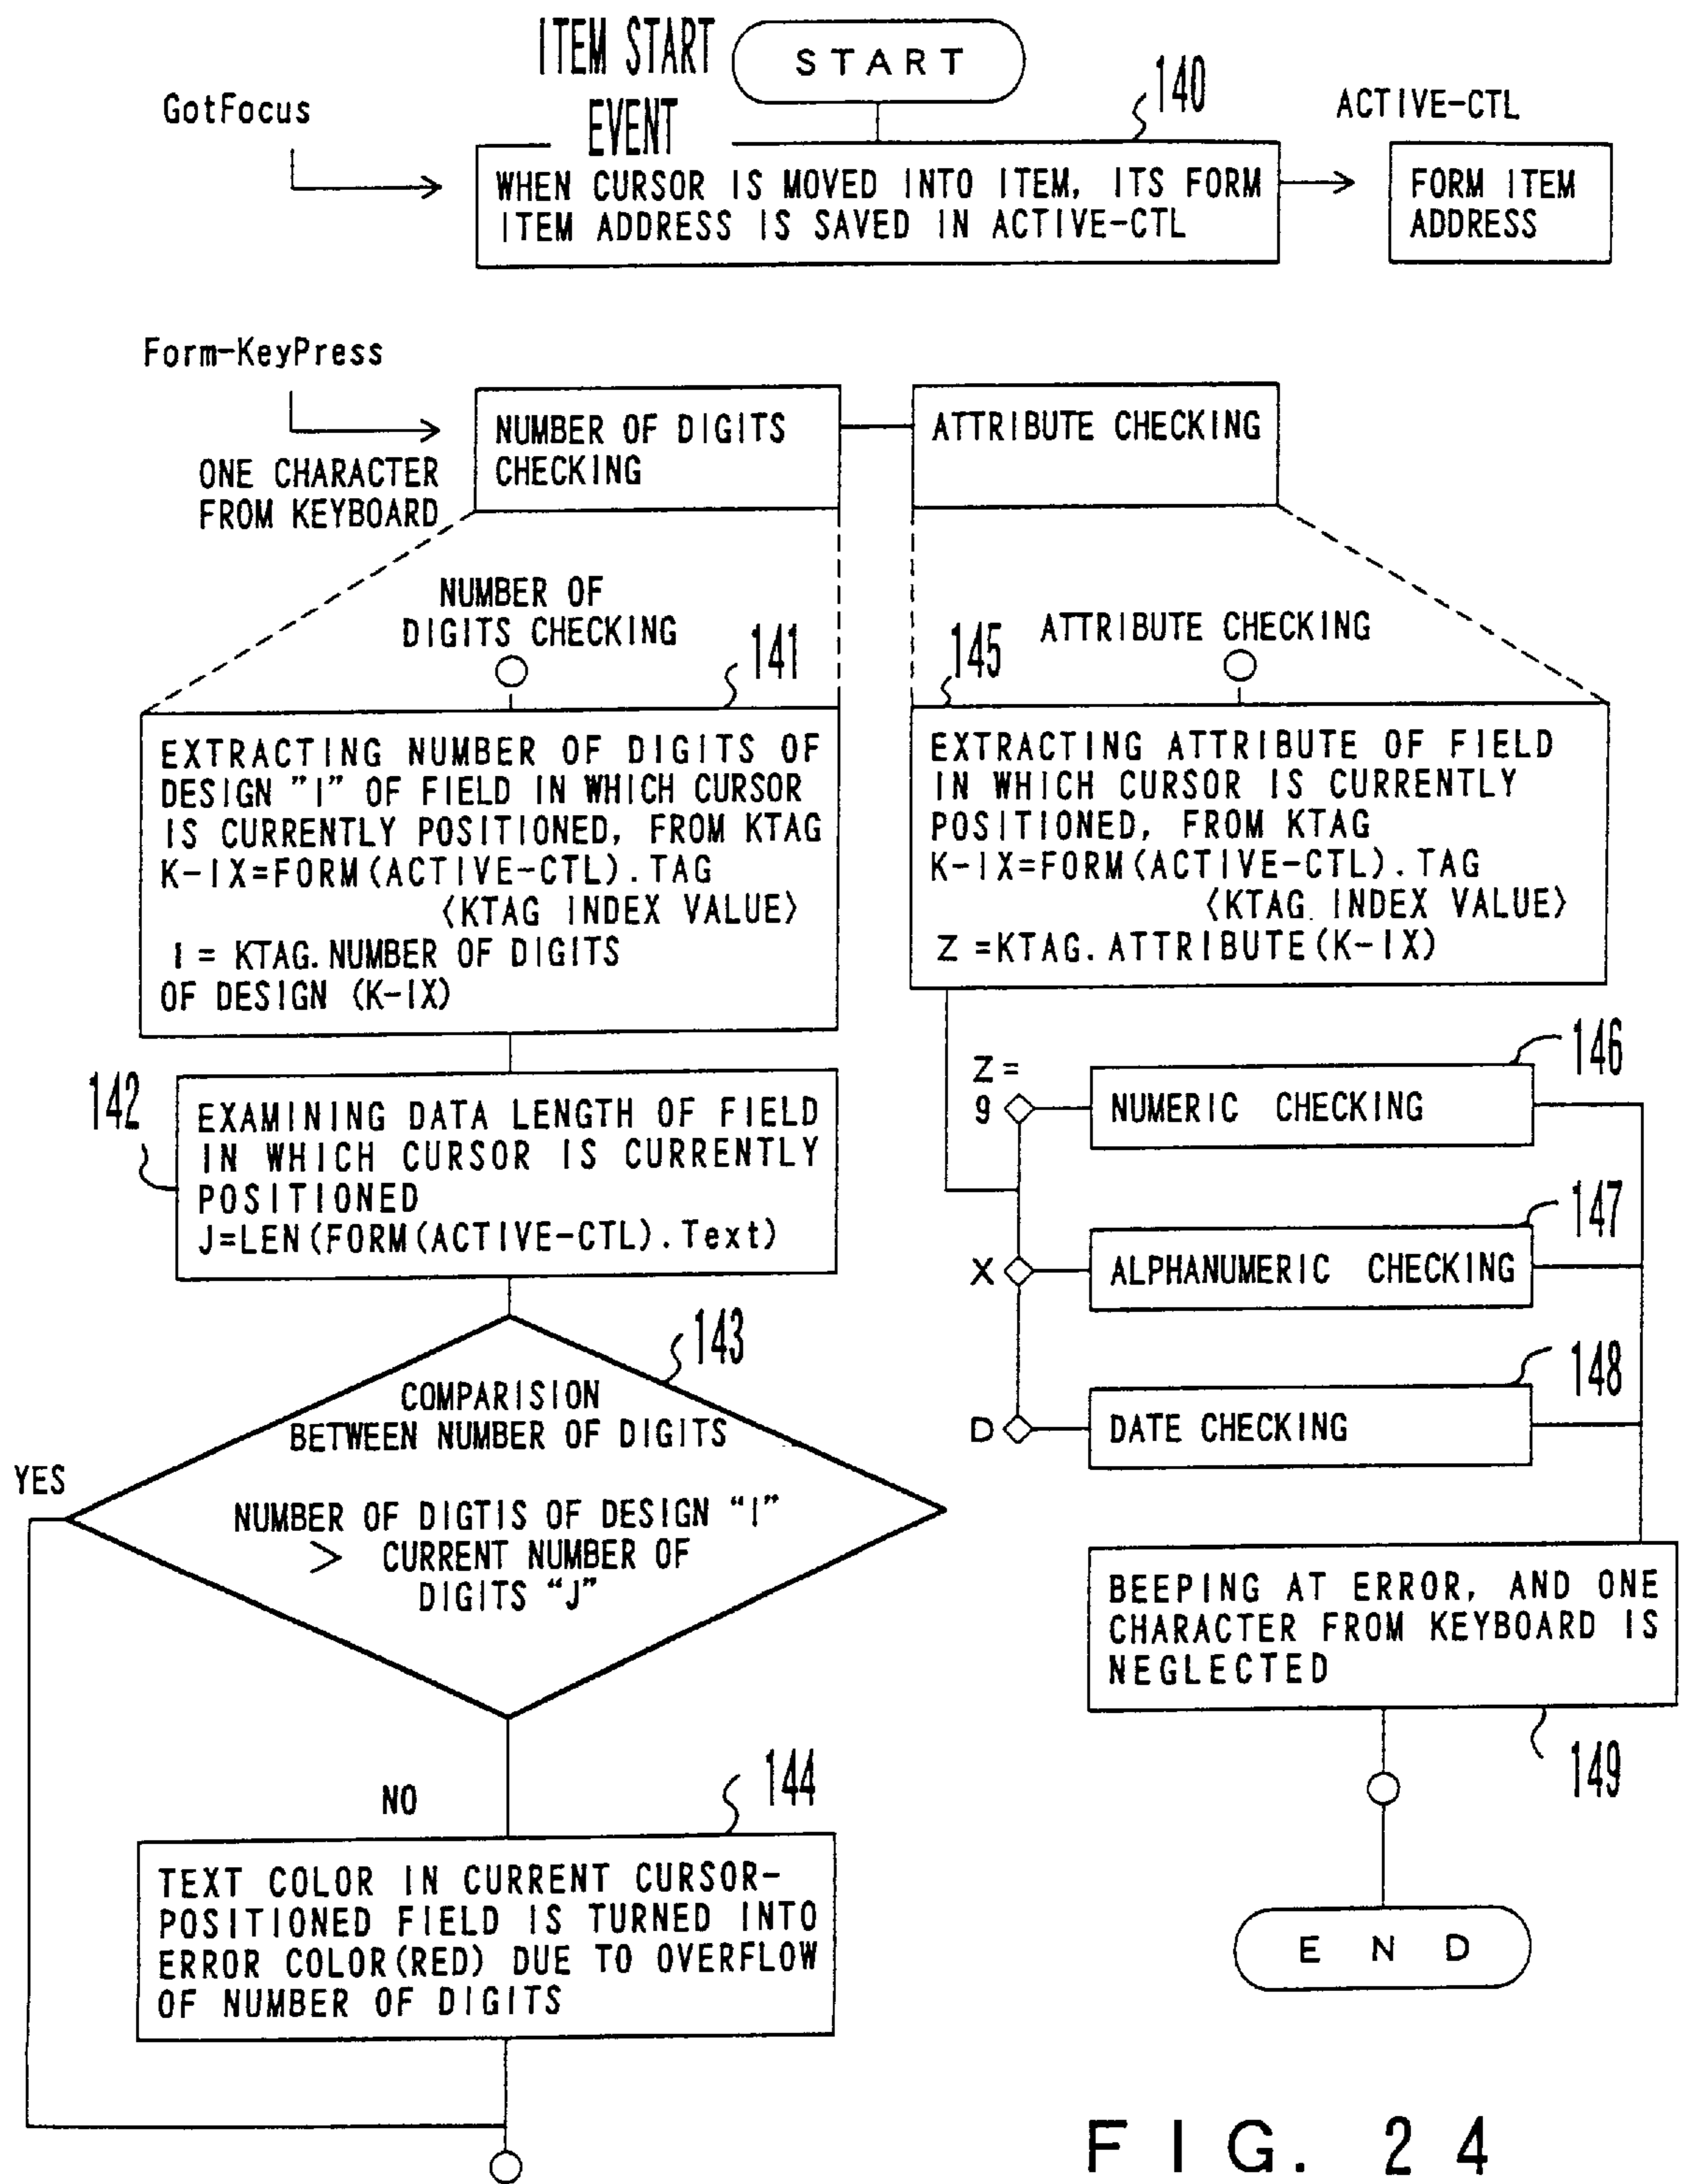 ITEM START
EVENT
START
140
GotFocus
ACTIVE-CTL
WHEN CURSOR IS MOVED INTO ITEM, ITS FORM
ITEM ADDRESS IS SAVED IN ACTIVE-CTL
FORM ITEM
ADDRESS
Form-KeyPress
ONE CHARACTER
FROM KEYBOARD
NUMBER OF DIGITS
CHECKING
ATTRIBUTE CHECKING
NUMBER OF
DIGITS CHECKING
141
EXTRACTING NUMBER OF DIGITS OF
DESIGN "I" OF FIELD IN WHICH CURSOR
IS CURRENTLY POSITIONED, FROM KTAG
K-IX=FORM(ACTIVE-CTL).TAG
〈KTAG INDEX VALUE〉
I = KTAG.NUMBER OF DIGITS
OF DESIGN (K-IX)
142
EXAMINING DATA LENGTH OF FIELD
IN WHICH CURSOR IS CURRENTLY
POSITIONED
J=LEN(FORM(ACTIVE-CTL).Text)
143
COMPARISION
BETWEEN NUMBER OF DIGITS
NUMBER OF DIGTIS OF DESIGN "I"
> CURRENT NUMBER OF
DIGITS "J"
YES
NO
144
TEXT COLOR IN CURRENT CURSOR-
POSITIONED FIELD IS TURNED INTO
ERROR COLOR(RED) DUE TO OVERFLOW
OF NUMBER OF DIGITS
145
ATTRIBUTE CHECKING
EXTRACTING ATTRIBUTE OF FIELD
IN WHICH CURSOR IS CURRENTLY
POSITIONED, FROM KTAG
K-IX=FORM(ACTIVE-CTL).TAG
〈KTAG INDEX VALUE〉
Z =KTAG.ATTRIBUTE(K-IX)
Z =
9
NUMERIC CHECKING
146
X
ALPHANUMERIC CHECKING
147
D
DATE CHECKING
148
BEEPING AT ERROR, AND ONE
CHARACTER FROM KEYBOARD IS
NEGLECTED
149
END
FIG. 24